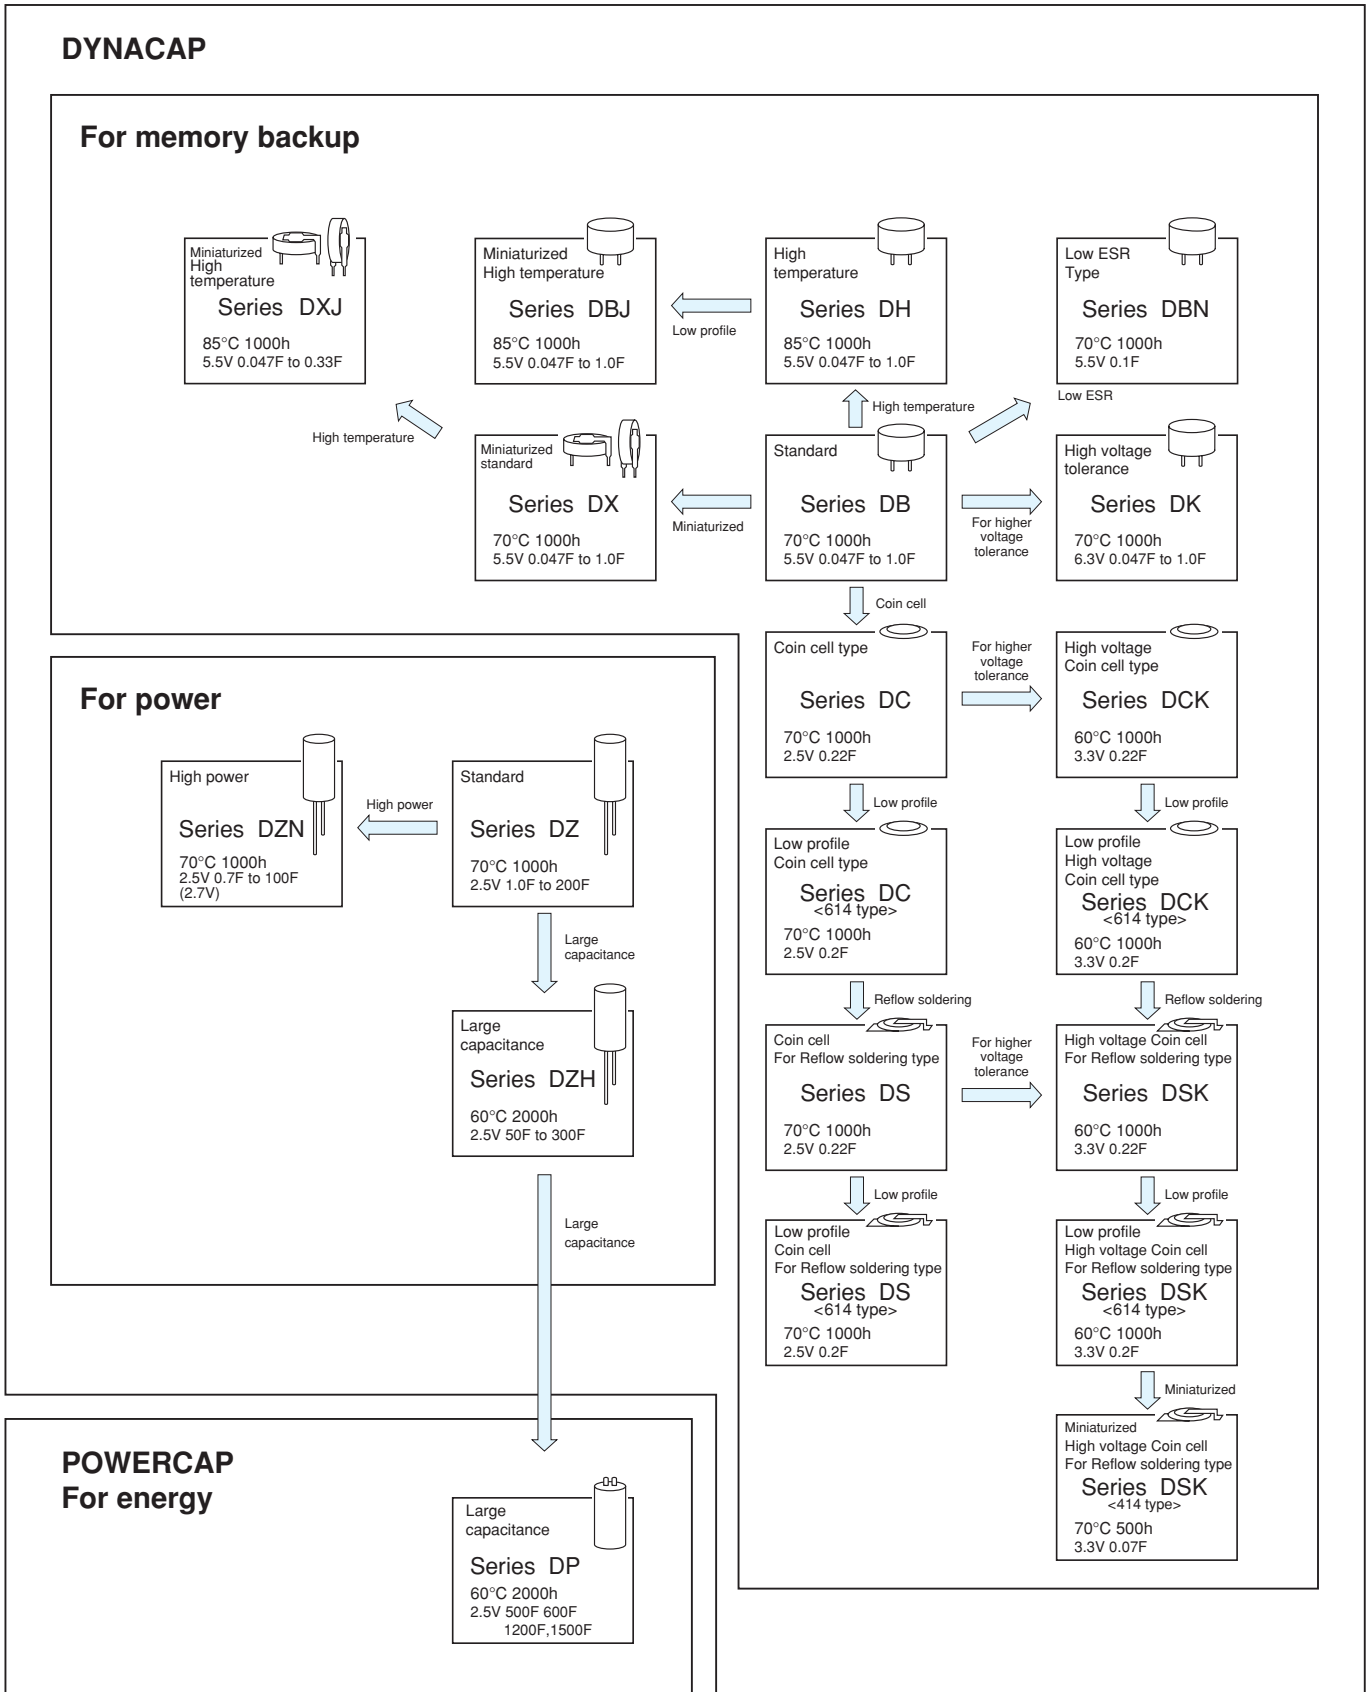 DYNACAP
For memory backup
Miniaturized
High
temperature
Series DXJ
85°C 1000h
5.5V 0.047F to 0.33F
Miniaturized
High temperature
Series DBJ
85°C 1000h
5.5V 0.047F to 1.0F
Low profile
High
temperature
Series DH
85°C 1000h
5.5V 0.047F to 1.0F
Low ESR
Type
Series DBN
70°C 1000h
5.5V 0.1F
High temperature
High temperature
Low ESR
Miniaturized
standard
Series DX
70°C 1000h
5.5V 0.047F to 1.0F
Miniaturized
Standard
Series DB
70°C 1000h
5.5V 0.047F to 1.0F
For higher
voltage
tolerance
High voltage
tolerance
Series DK
70°C 1000h
6.3V 0.047F to 1.0F
Coin cell
Coin cell type
Series DC
70°C 1000h
2.5V 0.22F
For higher
voltage
tolerance
High voltage
Coin cell type
Series DCK
60°C 1000h
3.3V 0.22F
Low profile
Low profile
Low profile
Coin cell type
Series DC
<614 type>
70°C 1000h
2.5V 0.2F
Low profile
High voltage
Coin cell type
Series DCK
<614 type>
60°C 1000h
3.3V 0.2F
Reflow soldering
Reflow soldering
Coin cell
For Reflow soldering type
Series DS
70°C 1000h
2.5V 0.22F
For higher
voltage
tolerance
High voltage Coin cell
For Reflow soldering type
Series DSK
60°C 1000h
3.3V 0.22F
Low profile
Low profile
Low profile
Coin cell
For Reflow soldering type
Series DS
<614 type>
70°C 1000h
2.5V 0.2F
Low profile
High voltage Coin cell
For Reflow soldering type
Series DSK
<614 type>
60°C 1000h
3.3V 0.2F
Miniaturized
Miniaturized
High voltage Coin cell
For Reflow soldering type
Series DSK
<414 type>
70°C 500h
3.3V 0.07F
For power
High power
Series DZN
70°C 1000h
2.5V 0.7F to 100F
(2.7V)
High power
Standard
Series DZ
70°C 1000h
2.5V 1.0F to 200F
Large
capacitance
Large
capacitance
Series DZH
60°C 2000h
2.5V 50F to 300F
Large
capacitance
POWERCAP
For energy
Large
capacitance
Series DP
60°C 2000h
2.5V 500F 600F
1200F,1500F